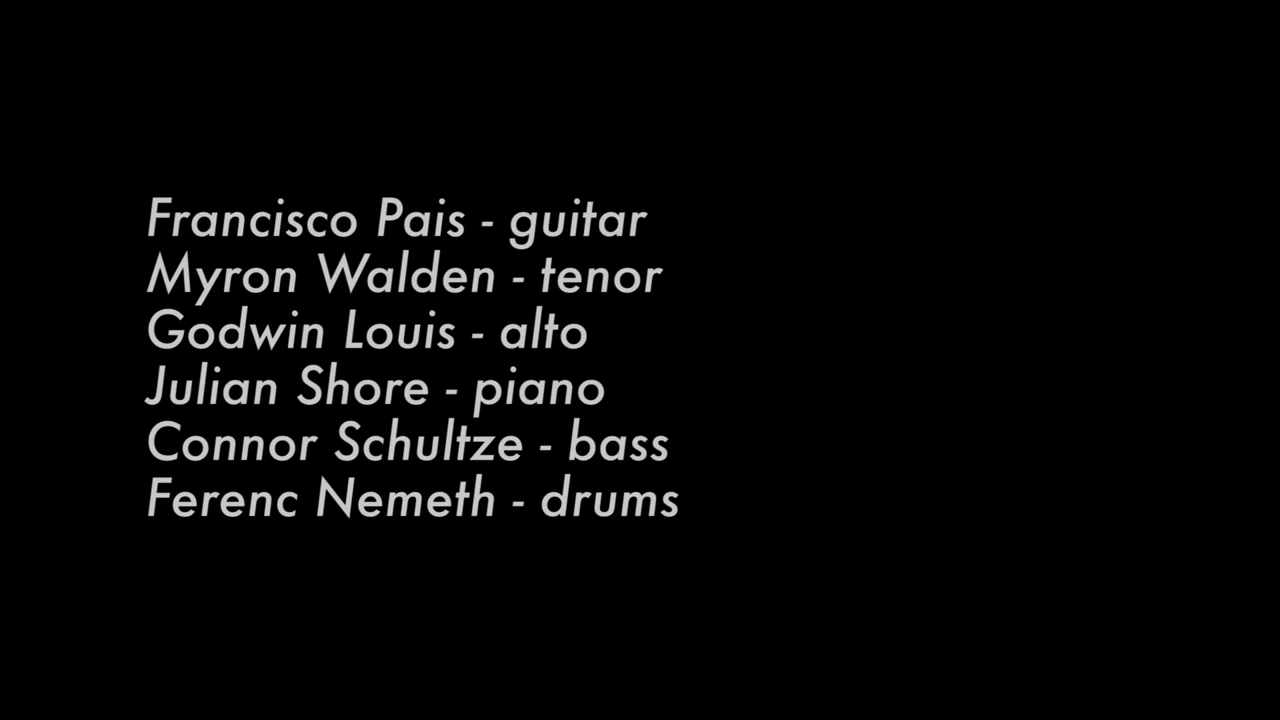 Francisco Pais - guitar
Myron Walden - tenor
Godwin Louis - alto
Julian Shore - piano
Connor Schultze - bass
Ferenc Nemeth - drums